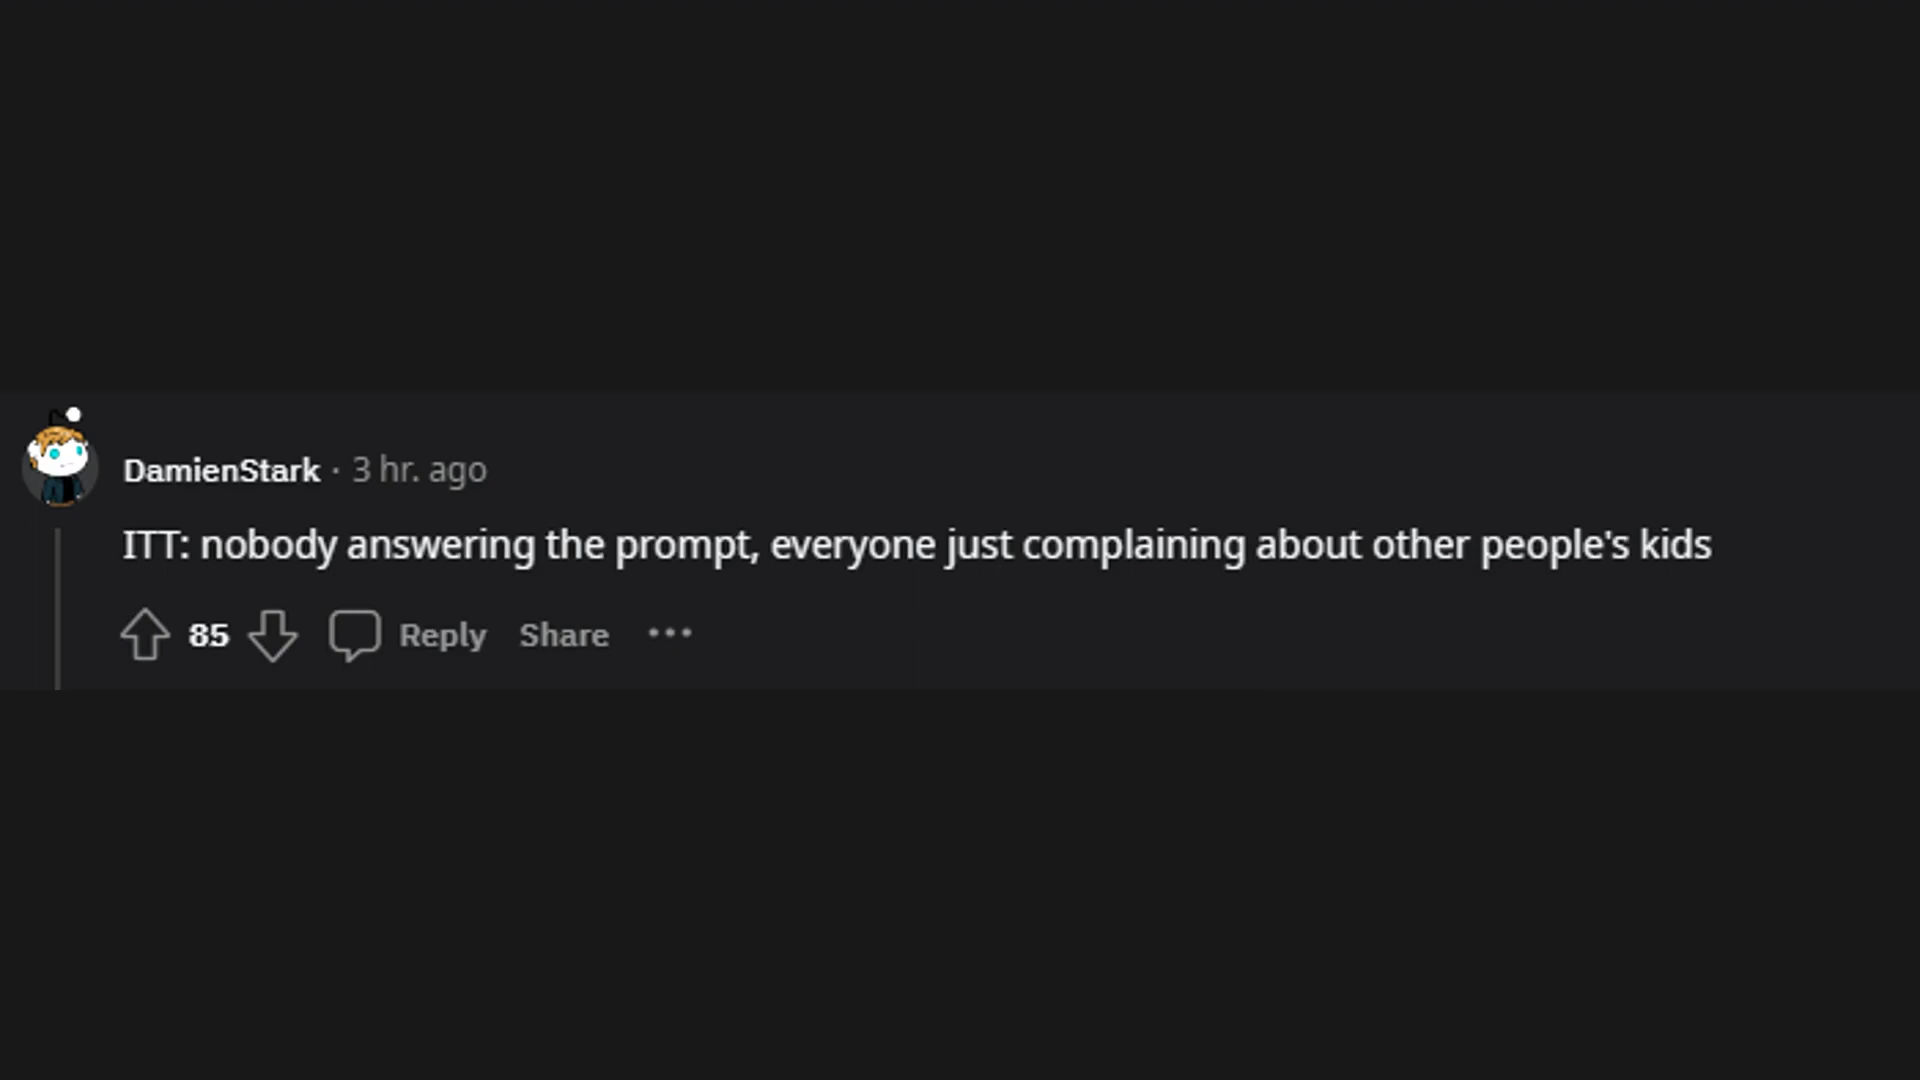 DamienStark · 3 hr. ago
ITT: nobody answering the prompt, everyone just complaining about other people's kids
85 Reply Share ···